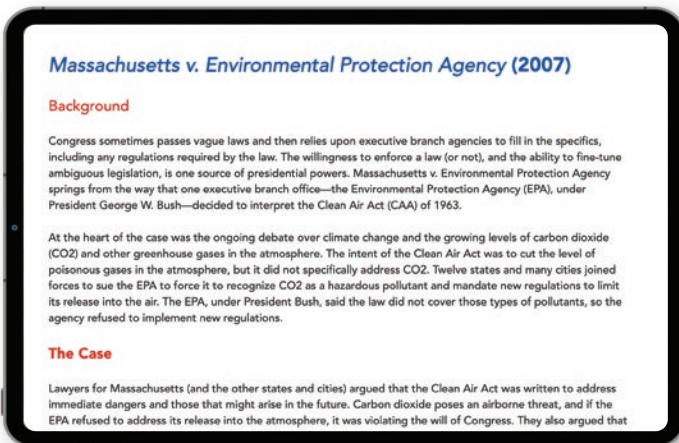 Massachusetts v. Environmental Protection Agency (2007)
Background
Congress sometimes passes vague laws and then relies upon executive branch agencies to fill in the specifics,
including any regulations required by the law. The willingness to enforce a law (or not), and the ability to fine-tune
ambiguous legislation, is one source of presidential powers. Massachusetts v. Environmental Protection Agency
springs from the way that one executive branch office—the Environmental Protection Agency (EPA), under
President George W. Bush—decided to interpret the Clean Air Act (CAA) of 1963.
At the heart of the case was the ongoing debate over climate change and the growing levels of carbon dioxide
(CO2) and other greenhouse gases in the atmosphere. The intent of the Clean Air Act was to cut the level of
poisonous gases in the atmosphere, but it did not specifically address CO2. Twelve states and many cities joined
forces to sue the EPA to force it to recognize CO2 as a hazardous pollutant and mandate new regulations to limit
its release into the air. The EPA, under President Bush, said the law did not cover those types of pollutants, so the
agency refused to implement new regulations.
The Case
Lawyers for Massachusetts (and the other states and cities) argued that the Clean Air Act was written to address
immediate dangers and those that might arise in the future. Carbon dioxide poses an airborne threat, and if the
EPA refused to address its release into the atmosphere, it was violating the will of Congress. They also argued that